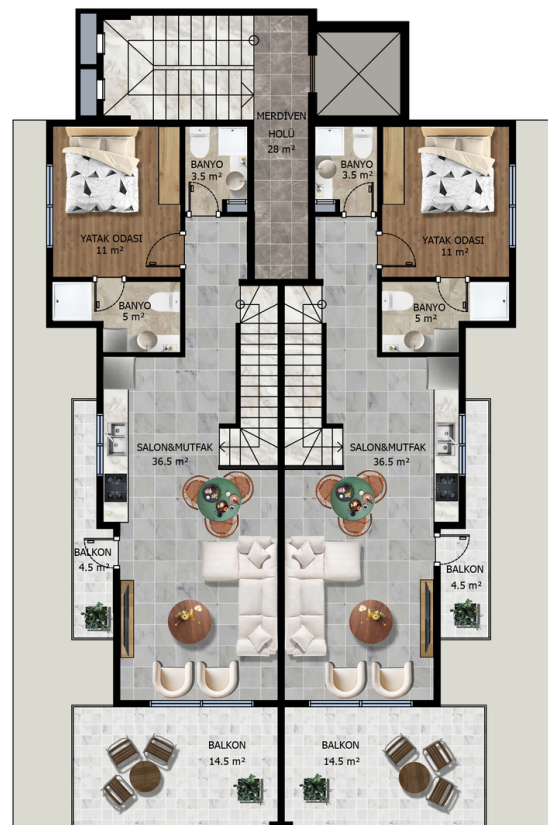 MERDİVEN
HOLÜ
28 m²
BANYO
3.5 m²
BANYO
3.5 m²
YATAK ODASI
11 m²
YATAK ODASI
11 m²
BANYO
5 m²
BANYO
5 m²
SALON&MUTFAK
36.5 m²
SALON&MUTFAK
36.5 m²
BALKON
4.5 m²
BALKON
4.5 m²
BALKON
14.5 m²
BALKON
14.5 m²